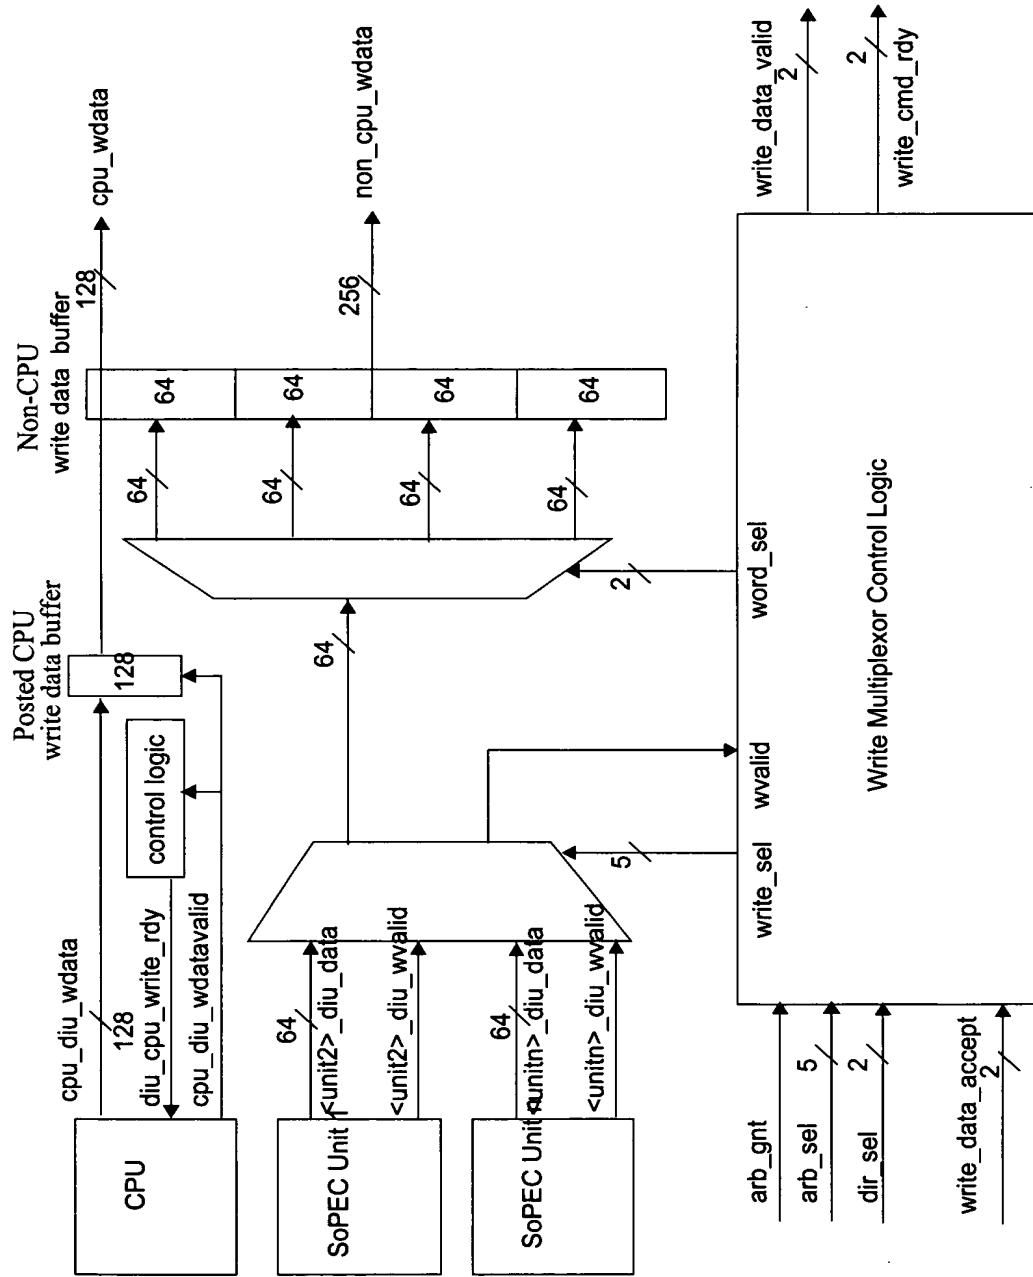 CPU
cpu_diu_wdata
128
diu_cpu_write_rdy
cpu_diu_wdatavalid
control logic
Posted CPU
write data buffer
128
Non-CPU
write data buffer
128
cpu_wdata
SoPEC Unit 1
64
<unit2>_diu_data
<unit2>_diu_wvalid
SoPEC Unit n
64
<unitn>_diu_data
<unitn>_diu_wvalid
64
64
64
64
64
64
64
64
64
256
non_cpu_wdata
5
2
write_sel
wvalid
word_sel
Write Multiplexor Control Logic
arb_gnt
arb_sel
5
dir_sel
2
write_data_accept
2
write_data_valid
2
write_cmd_rdy
2